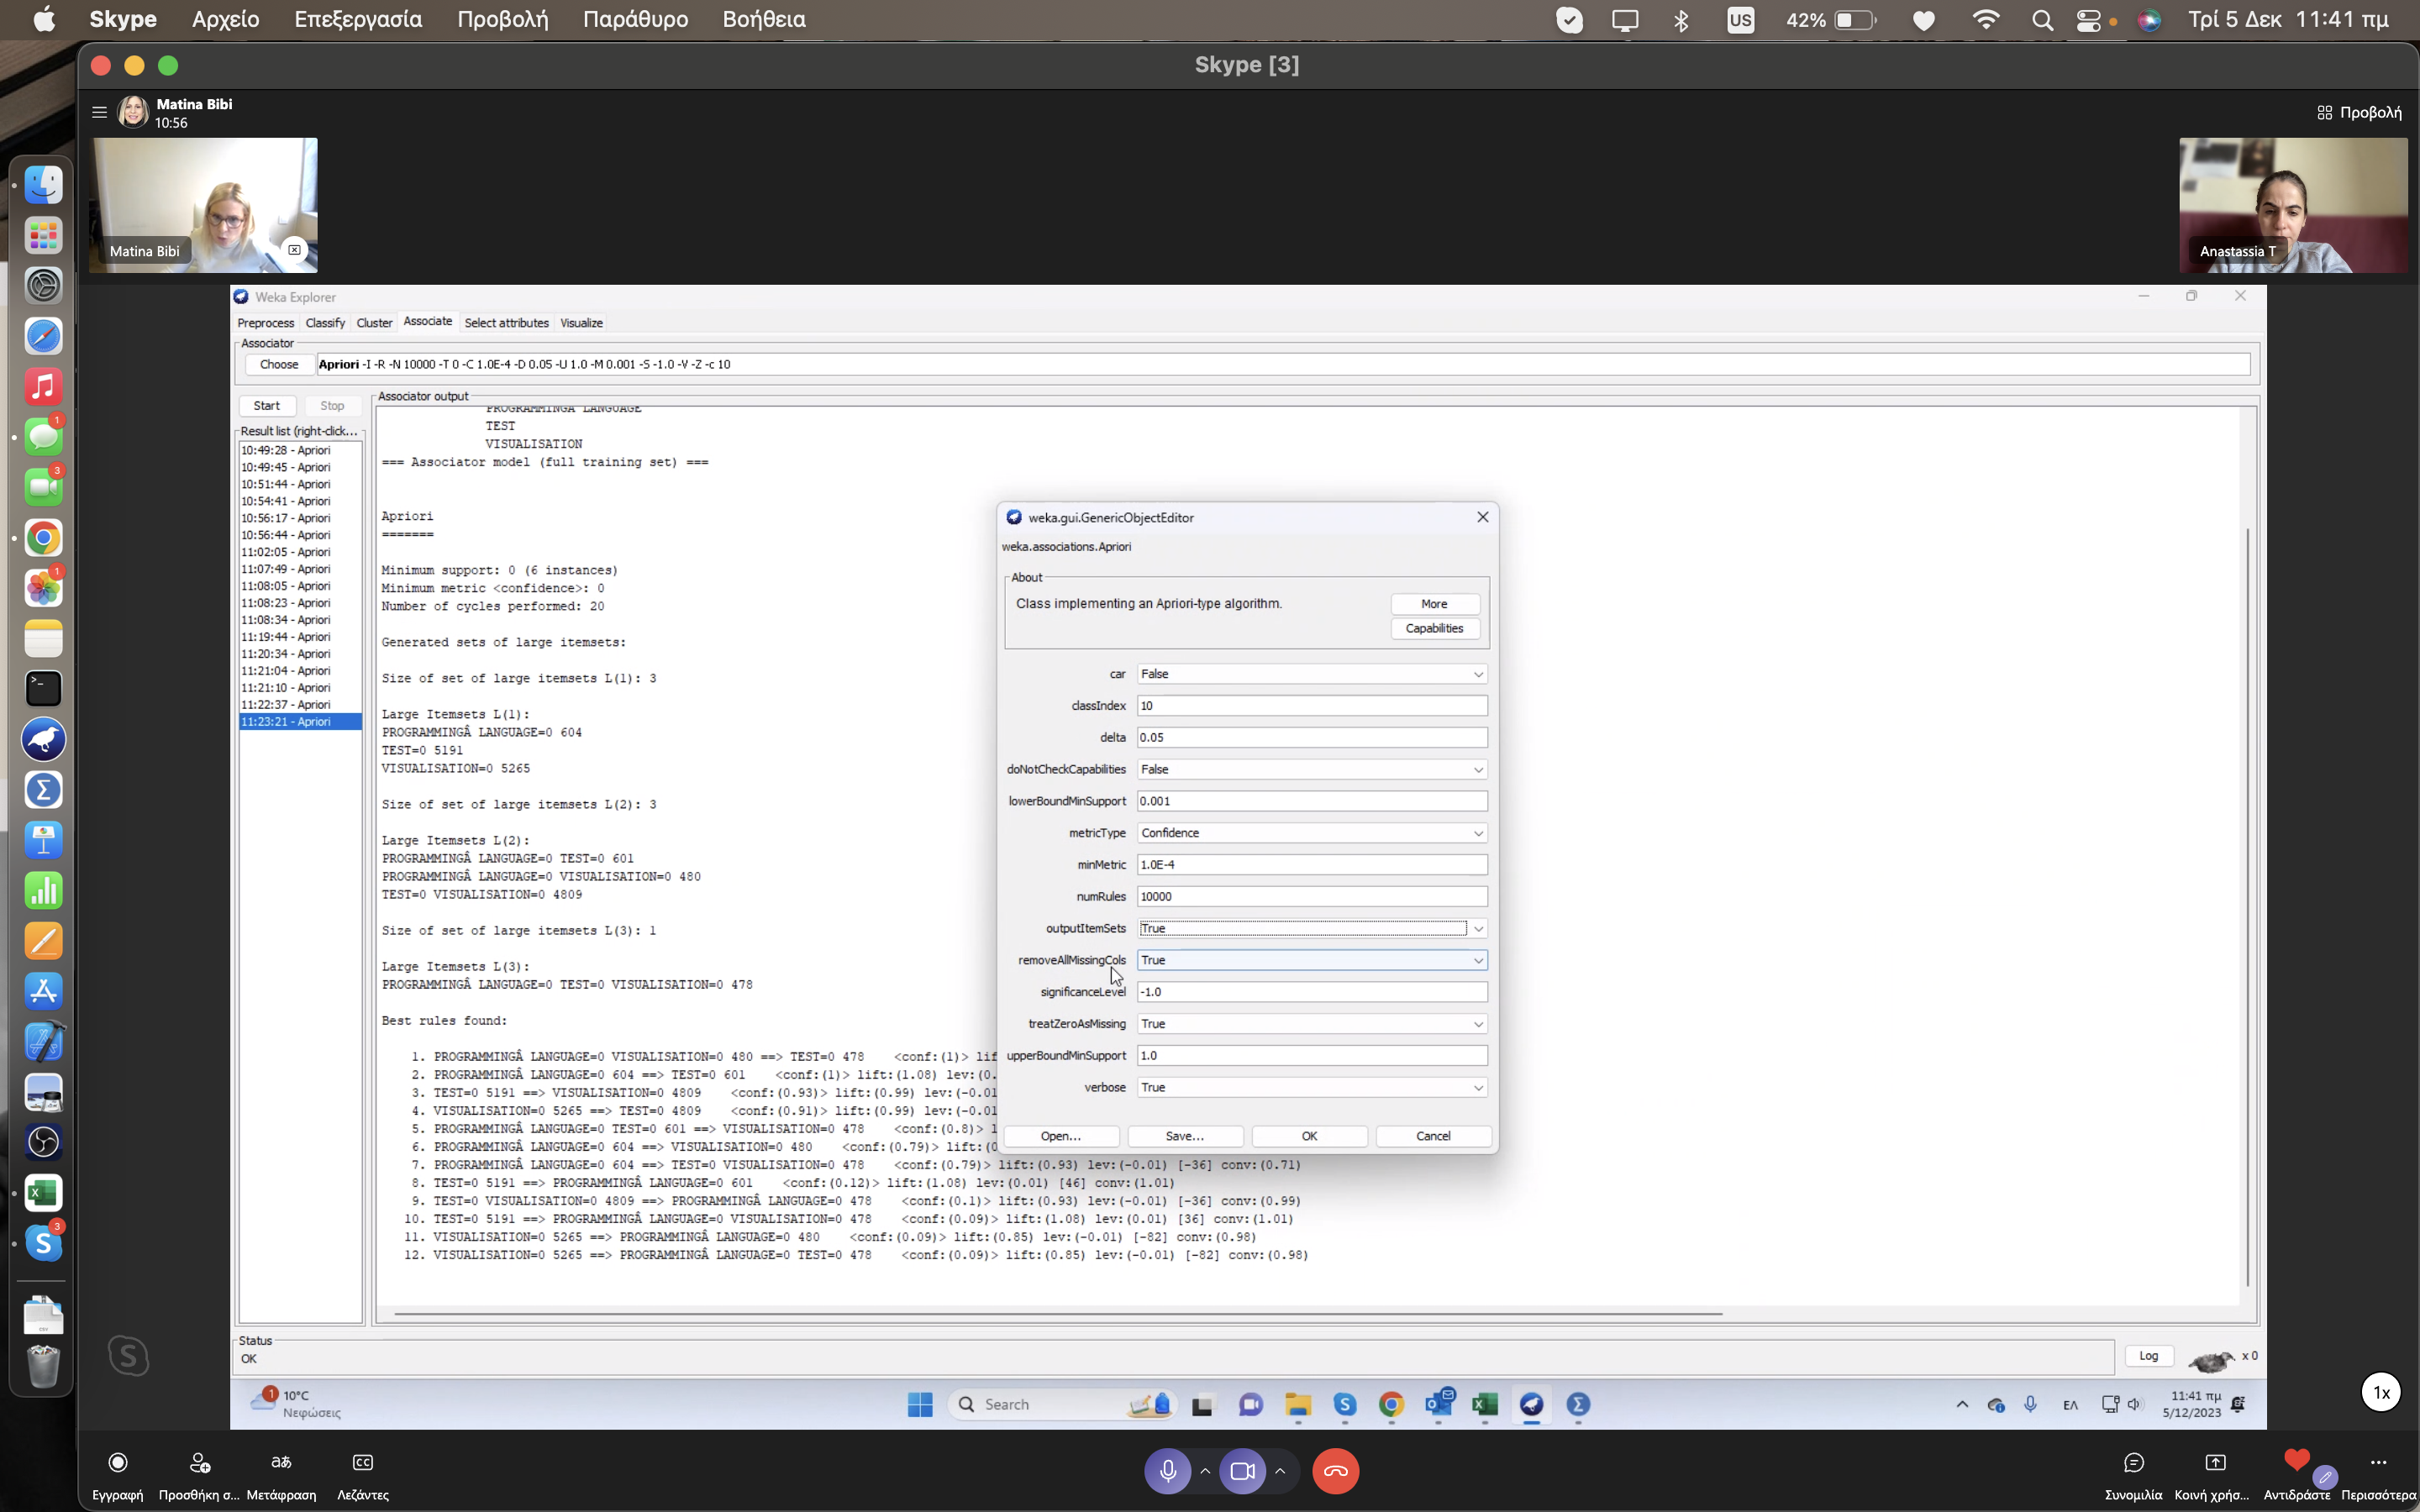 Skype Αρχείο Επεξεργασία Προβολή Παράθυρο Βοήθεια US 42% Τρί 5 Δεκ 11:41 πμ
Skype [3]
Matina Bibi
10:56
Προβολή
Matina Bibi
Anastassia T
Weka Explorer
Preprocess Classify Cluster Associate Select attributes Visualize
Associator
Choose Apriori -I -R -N 10000 -T 0 -C 1.0E-4 -D 0.05 -U 1.0 -M 0.001 -S -1.0 -V -Z -c 10
Start Stop
Result list (right-click...
10:49:28 - Apriori
10:49:45 - Apriori
10:51:44 - Apriori
10:54:41 - Apriori
10:56:17 - Apriori
10:56:44 - Apriori
11:02:05 - Apriori
11:07:49 - Apriori
11:08:05 - Apriori
11:08:23 - Apriori
11:08:34 - Apriori
11:19:44 - Apriori
11:20:34 - Apriori
11:21:04 - Apriori
11:21:10 - Apriori
11:22:37 - Apriori
11:23:21 - Apriori
Associator output
PROGRAMMINGÂ LANGUAGE
TEST
VISUALISATION
=== Associator model (full training set) ===
Apriori
=======
Minimum support: 0 (6 instances)
Minimum metric <confidence>: 0
Number of cycles performed: 20
Generated sets of large itemsets:
Size of set of large itemsets L(1): 3
Large Itemsets L(1):
PROGRAMMINGÂ LANGUAGE=0 604
TEST=0 5191
VISUALISATION=0 5265
Size of set of large itemsets L(2): 3
Large Itemsets L(2):
PROGRAMMINGÂ LANGUAGE=0 TEST=0 601
PROGRAMMINGÂ LANGUAGE=0 VISUALISATION=0 480
TEST=0 VISUALISATION=0 4809
Size of set of large itemsets L(3): 1
Large Itemsets L(3):
PROGRAMMINGÂ LANGUAGE=0 TEST=0 VISUALISATION=0 478
Best rules found:
1. PROGRAMMINGÂ LANGUAGE=0 VISUALISATION=0 480 ==> TEST=0 478 <conf:(1)> lif
2. PROGRAMMINGÂ LANGUAGE=0 604 ==> TEST=0 601 <conf:(1)> lift:(1.08) lev:(0.
3. TEST=0 5191 ==> VISUALISATION=0 4809 <conf:(0.93)> lift:(0.99) lev:(-0.01
4. VISUALISATION=0 5265 ==> TEST=0 4809 <conf:(0.91)> lift:(0.99) lev:(-0.01
5. PROGRAMMINGÂ LANGUAGE=0 TEST=0 601 ==> VISUALISATION=0 478 <conf:(0.8)> l
6. PROGRAMMINGÂ LANGUAGE=0 604 ==> VISUALISATION=0 480 <conf:(0.79)> lift:(0
7. PROGRAMMINGÂ LANGUAGE=0 604 ==> TEST=0 VISUALISATION=0 478 <conf:(0.79)> lift:(0.93) lev:(-0.01) [-36] conv:(0.71)
8. TEST=0 5191 ==> PROGRAMMINGÂ LANGUAGE=0 601 <conf:(0.12)> lift:(1.08) lev:(0.01) [46] conv:(1.01)
9. TEST=0 VISUALISATION=0 4809 ==> PROGRAMMINGÂ LANGUAGE=0 478 <conf:(0.1)> lift:(0.93) lev:(-0.01) [-36] conv:(0.99)
10. TEST=0 5191 ==> PROGRAMMINGÂ LANGUAGE=0 VISUALISATION=0 478 <conf:(0.09)> lift:(1.08) lev:(0.01) [36] conv:(1.01)
11. VISUALISATION=0 5265 ==> PROGRAMMINGÂ LANGUAGE=0 480 <conf:(0.09)> lift:(0.85) lev:(-0.01) [-82] conv:(0.98)
12. VISUALISATION=0 5265 ==> PROGRAMMINGÂ LANGUAGE=0 TEST=0 478 <conf:(0.09)> lift:(0.85) lev:(-0.01) [-82] conv:(0.98)
weka.gui.GenericObjectEditor
weka.associations.Apriori
About
Class implementing an Apriori-type algorithm.
More
Capabilities
car False
classIndex 10
delta 0.05
doNotCheckCapabilities False
lowerBoundMinSupport 0.001
metricType Confidence
minMetric 1.0E-4
numRules 10000
outputItemSets True
removeAllMissingCols True
significanceLevel -1.0
treatZeroAsMissing True
upperBoundMinSupport 1.0
verbose True
Open... Save... OK Cancel
Status
OK
Log x 0
1 10°C
Νεφώσεις
Search
ΕΛ
11:41 πμ
5/12/2023
1x
Εγγραφή Προσθήκη σ... Μετάφραση Λεζάντες
Συνομιλία Κοινή χρήσ... Αντιδράστε Περισσότερα